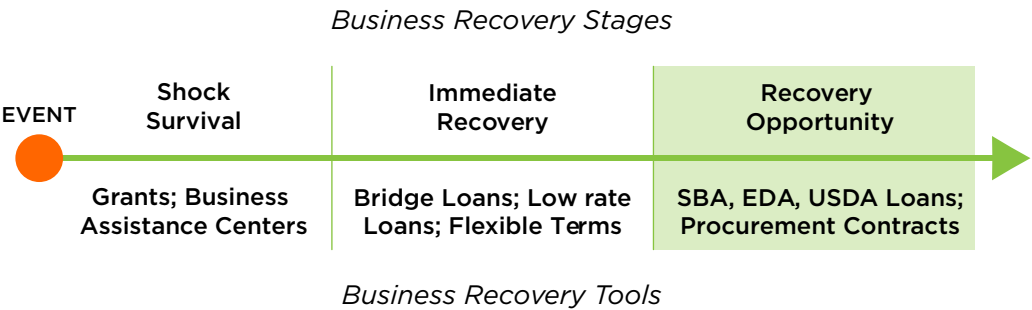 Business Recovery Stages
EVENT
Shock
Survival
Immediate
Recovery
Recovery
Opportunity
Grants; Business
Assistance Centers
Bridge Loans; Low rate
Loans; Flexible Terms
SBA, EDA, USDA Loans;
Procurement Contracts
Business Recovery Tools